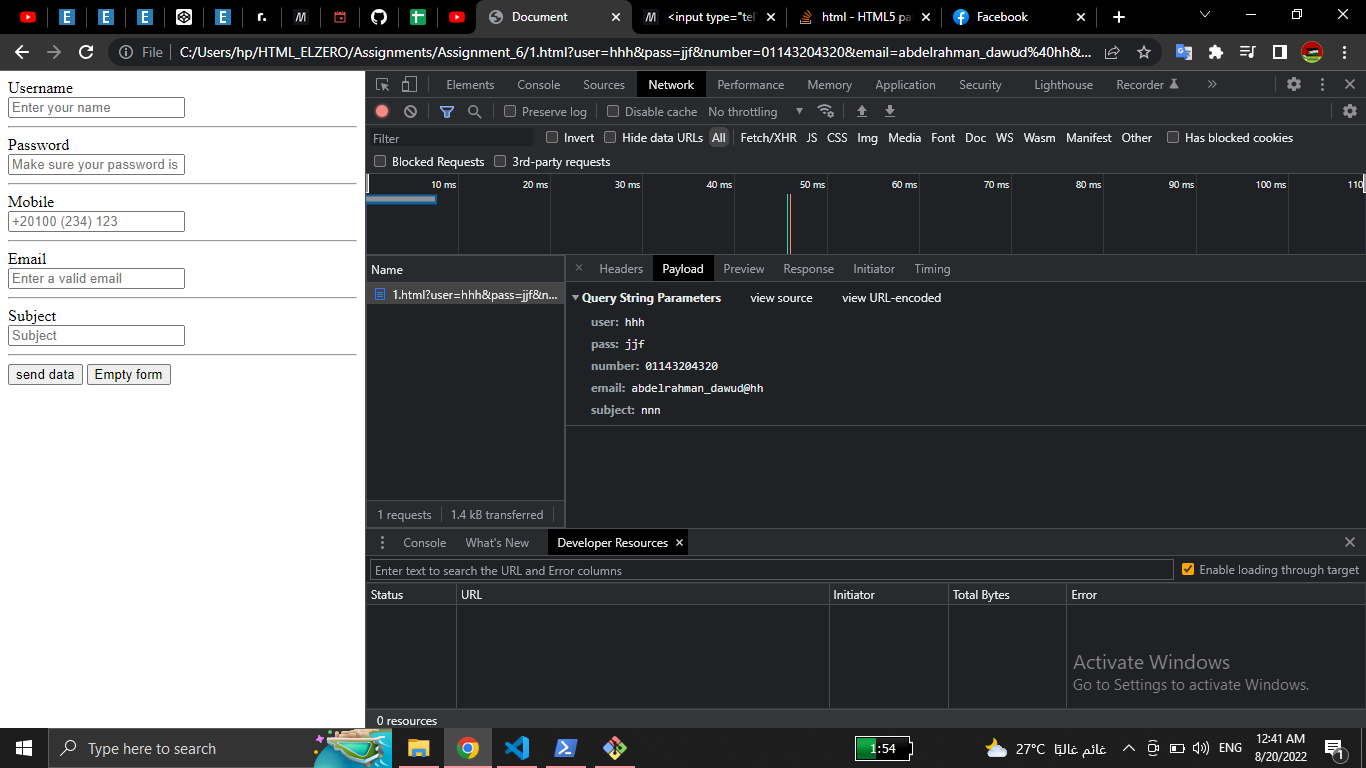 Document
<input type="tel
html - HTML5 pa
Facebook
File
C:/Users/hp/HTML_ELZERO/Assignments/Assignment_6/1.html?user=hhh&pass=jjf&number=01143204320&email=abdelrahman_dawud%40hh&...
Username
Enter your name
Password
Make sure your password is
Mobile
+20100 (234) 123
Email
Enter a valid email
Subject
Subject
send data Empty form
Elements Console Sources Network Performance Memory Application Security Lighthouse Recorder
Preserve log Disable cache No throttling
Filter Invert Hide data URLs All Fetch/XHR JS CSS Img Media Font Doc WS Wasm Manifest Other Has blocked cookies
Blocked Requests 3rd-party requests
10 ms 20 ms 30 ms 40 ms 50 ms 60 ms 70 ms 80 ms 90 ms 100 ms 110
Name
1.html?user=hhh&pass=jjf&n...
1 requests 1.4 kB transferred
Headers Payload Preview Response Initiator Timing
Query String Parameters view source view URL-encoded
user: hhh
pass: jjf
number: 01143204320
email: abdelrahman_dawud@hh
subject: nnn
Console What's New Developer Resources
Enter text to search the URL and Error columns Enable loading through target
Status URL Initiator Total Bytes Error
Activate Windows
Go to Settings to activate Windows.
0 resources
Type here to search
1:54
27°C غائم غالبًا
ENG
12:41 AM
8/20/2022
1